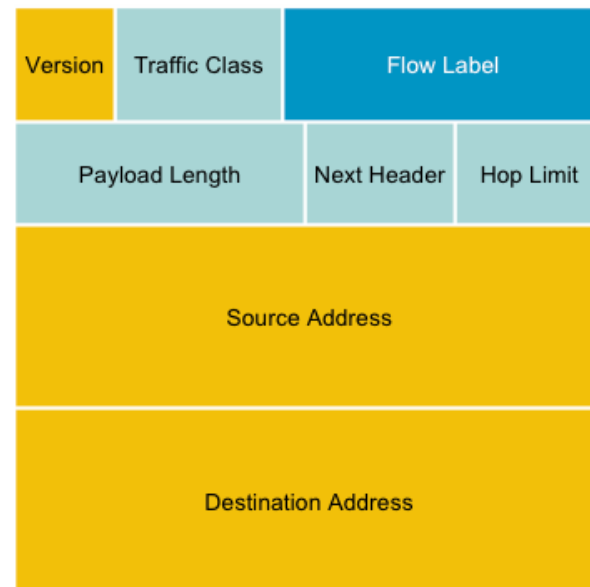 Version
Traffic Class
Flow Label
Payload Length
Next Header
Hop Limit
Source Address
Destination Address